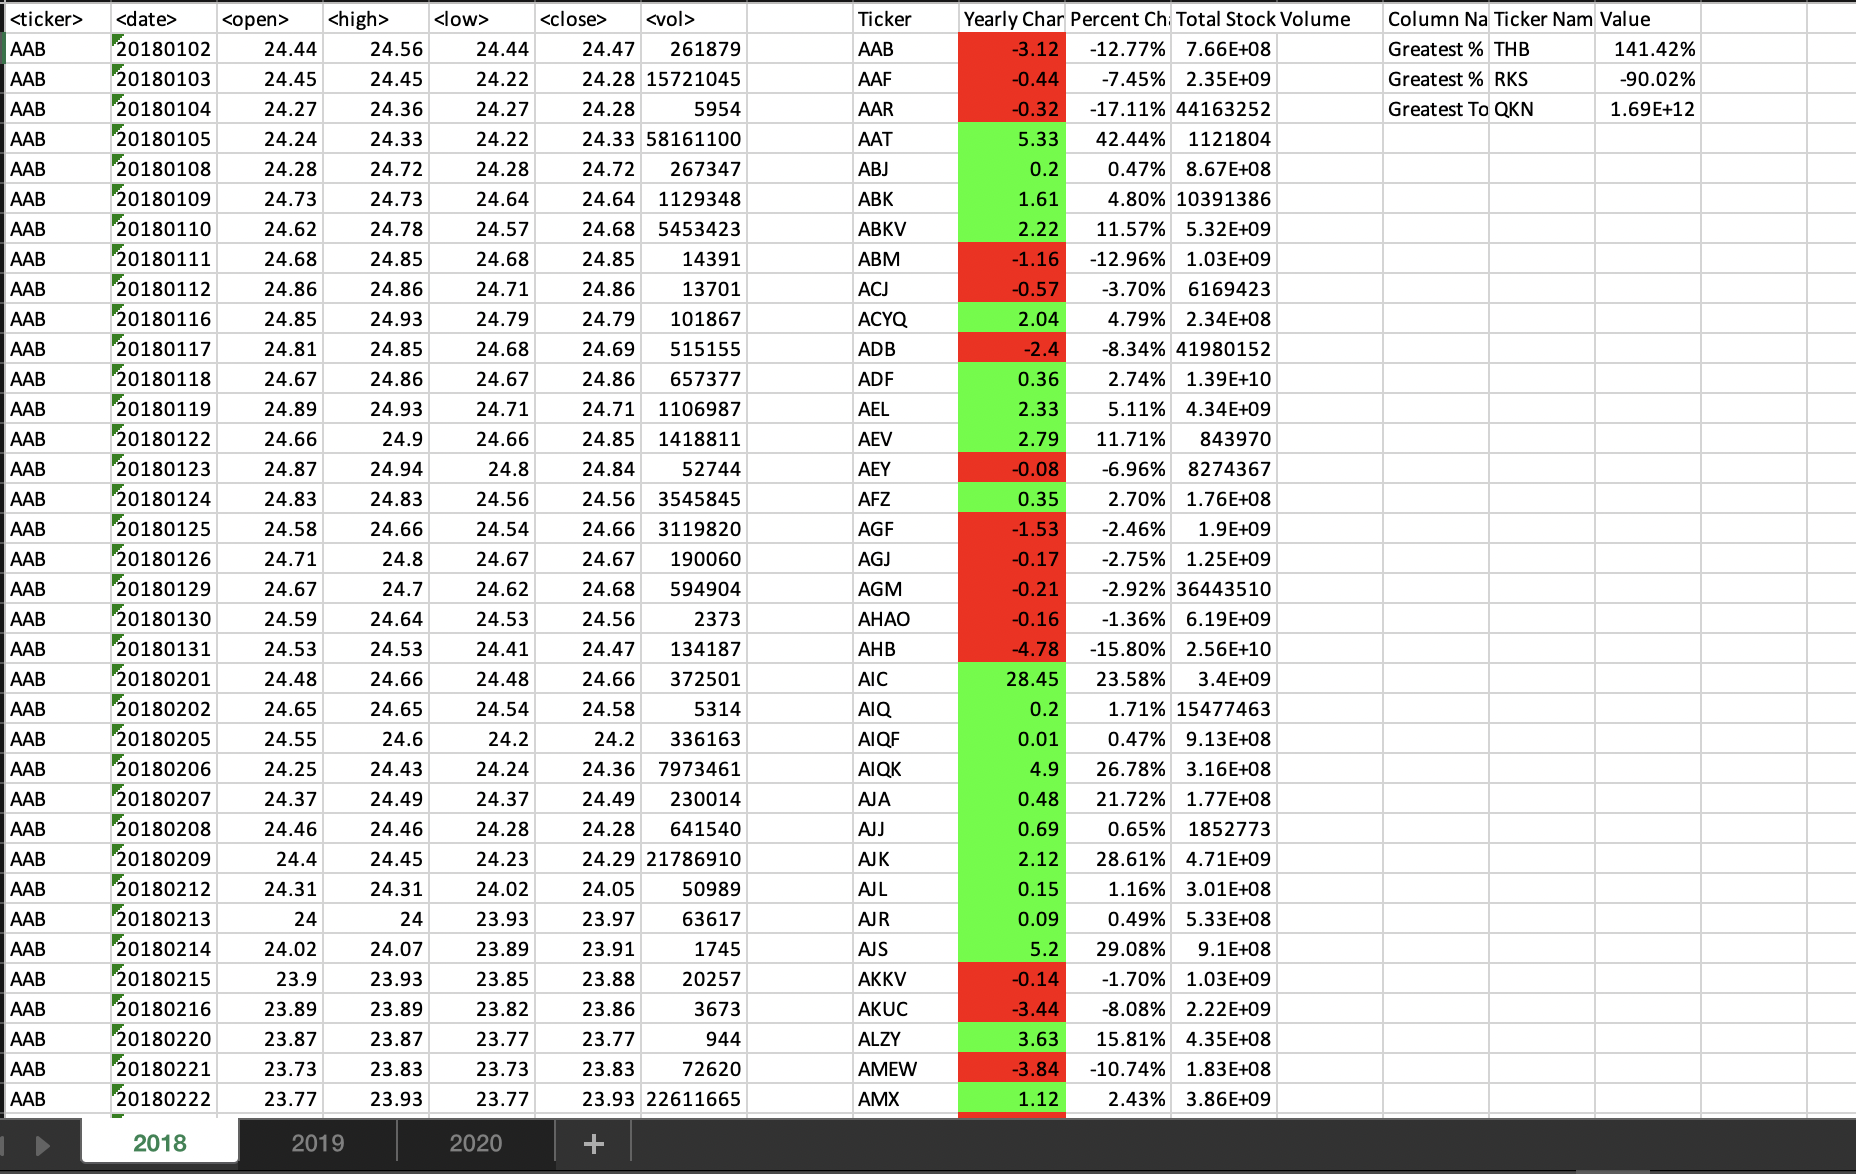 <ticker> <date> <open> <high> <low> <close> <vol> Ticker Yearly Chan Percent Ch Total Stock Volume Column Na Ticker Nam Value
AAB 20180102 24.44 24.56 24.44 24.47 261879 AAB -3.12 -12.77% 7.66E+08 Greatest % THB 141.42%
AAB 20180103 24.45 24.45 24.22 24.28 15721045 AAF -0.44 -7.45% 2.35E+09 Greatest % RKS -90.02%
AAB 20180104 24.27 24.36 24.27 24.28 5954 AAR -0.32 -17.11% 44163252 Greatest To QKN 1.69E+12
AAB 20180105 24.24 24.33 24.22 24.33 58161100 AAT 5.33 42.44% 1121804
AAB 20180108 24.28 24.72 24.28 24.72 267347 ABJ 0.2 0.47% 8.67E+08
AAB 20180109 24.73 24.73 24.64 24.64 1129348 ABK 1.61 4.80% 10391386
AAB 20180110 24.62 24.78 24.57 24.68 5453423 ABKV 2.22 11.57% 5.32E+09
AAB 20180111 24.68 24.85 24.68 24.85 14391 ABM -1.16 -12.96% 1.03E+09
AAB 20180112 24.86 24.86 24.71 24.86 13701 ACJ -0.57 -3.70% 6169423
AAB 20180116 24.85 24.93 24.79 24.79 101867 ACYQ 2.04 4.79% 2.34E+08
AAB 20180117 24.81 24.85 24.68 24.69 515155 ADB -2.4 -8.34% 41980152
AAB 20180118 24.67 24.86 24.67 24.86 657377 ADF 0.36 2.74% 1.39E+10
AAB 20180119 24.89 24.93 24.71 24.71 1106987 AEL 2.33 5.11% 4.34E+09
AAB 20180122 24.66 24.9 24.66 24.85 1418811 AEV 2.79 11.71% 843970
AAB 20180123 24.87 24.94 24.8 24.84 52744 AEY -0.08 -6.96% 8274367
AAB 20180124 24.83 24.83 24.56 24.56 3545845 AFZ 0.35 2.70% 1.76E+08
AAB 20180125 24.58 24.66 24.54 24.66 3119820 AGF -1.53 -2.46% 1.9E+09
AAB 20180126 24.71 24.8 24.67 24.67 190060 AGJ -0.17 -2.75% 1.25E+09
AAB 20180129 24.67 24.7 24.62 24.68 594904 AGM -0.21 -2.92% 36443510
AAB 20180130 24.59 24.64 24.53 24.56 2373 AHAO -0.16 -1.36% 6.19E+09
AAB 20180131 24.53 24.53 24.41 24.47 134187 AHB -4.78 -15.80% 2.56E+10
AAB 20180201 24.48 24.66 24.48 24.66 372501 AIC 28.45 23.58% 3.4E+09
AAB 20180202 24.65 24.65 24.54 24.58 5314 AIQ 0.2 1.71% 15477463
AAB 20180205 24.55 24.6 24.2 24.2 336163 AIQF 0.01 0.47% 9.13E+08
AAB 20180206 24.25 24.43 24.24 24.36 7973461 AIQK 4.9 26.78% 3.16E+08
AAB 20180207 24.37 24.49 24.37 24.49 230014 AJA 0.48 21.72% 1.77E+08
AAB 20180208 24.46 24.46 24.28 24.28 641540 AJJ 0.69 0.65% 1852773
AAB 20180209 24.4 24.45 24.23 24.29 21786910 AJK 2.12 28.61% 4.71E+09
AAB 20180212 24.31 24.31 24.02 24.05 50989 AJL 0.15 1.16% 3.01E+08
AAB 20180213 24 24 23.93 23.97 63617 AJR 0.09 0.49% 5.33E+08
AAB 20180214 24.02 24.07 23.89 23.91 1745 AJS 5.2 29.08% 9.1E+08
AAB 20180215 23.9 23.93 23.85 23.88 20257 AKKV -0.14 -1.70% 1.03E+09
AAB 20180216 23.89 23.89 23.82 23.86 3673 AKUC -3.44 -8.08% 2.22E+09
AAB 20180220 23.87 23.87 23.77 23.77 944 ALZY 3.63 15.81% 4.35E+08
AAB 20180221 23.73 23.83 23.73 23.83 72620 AMEW -3.84 -10.74% 1.83E+08
AAB 20180222 23.77 23.93 23.77 23.93 22611665 AMX 1.12 2.43% 3.86E+09
2018 2019 2020 +